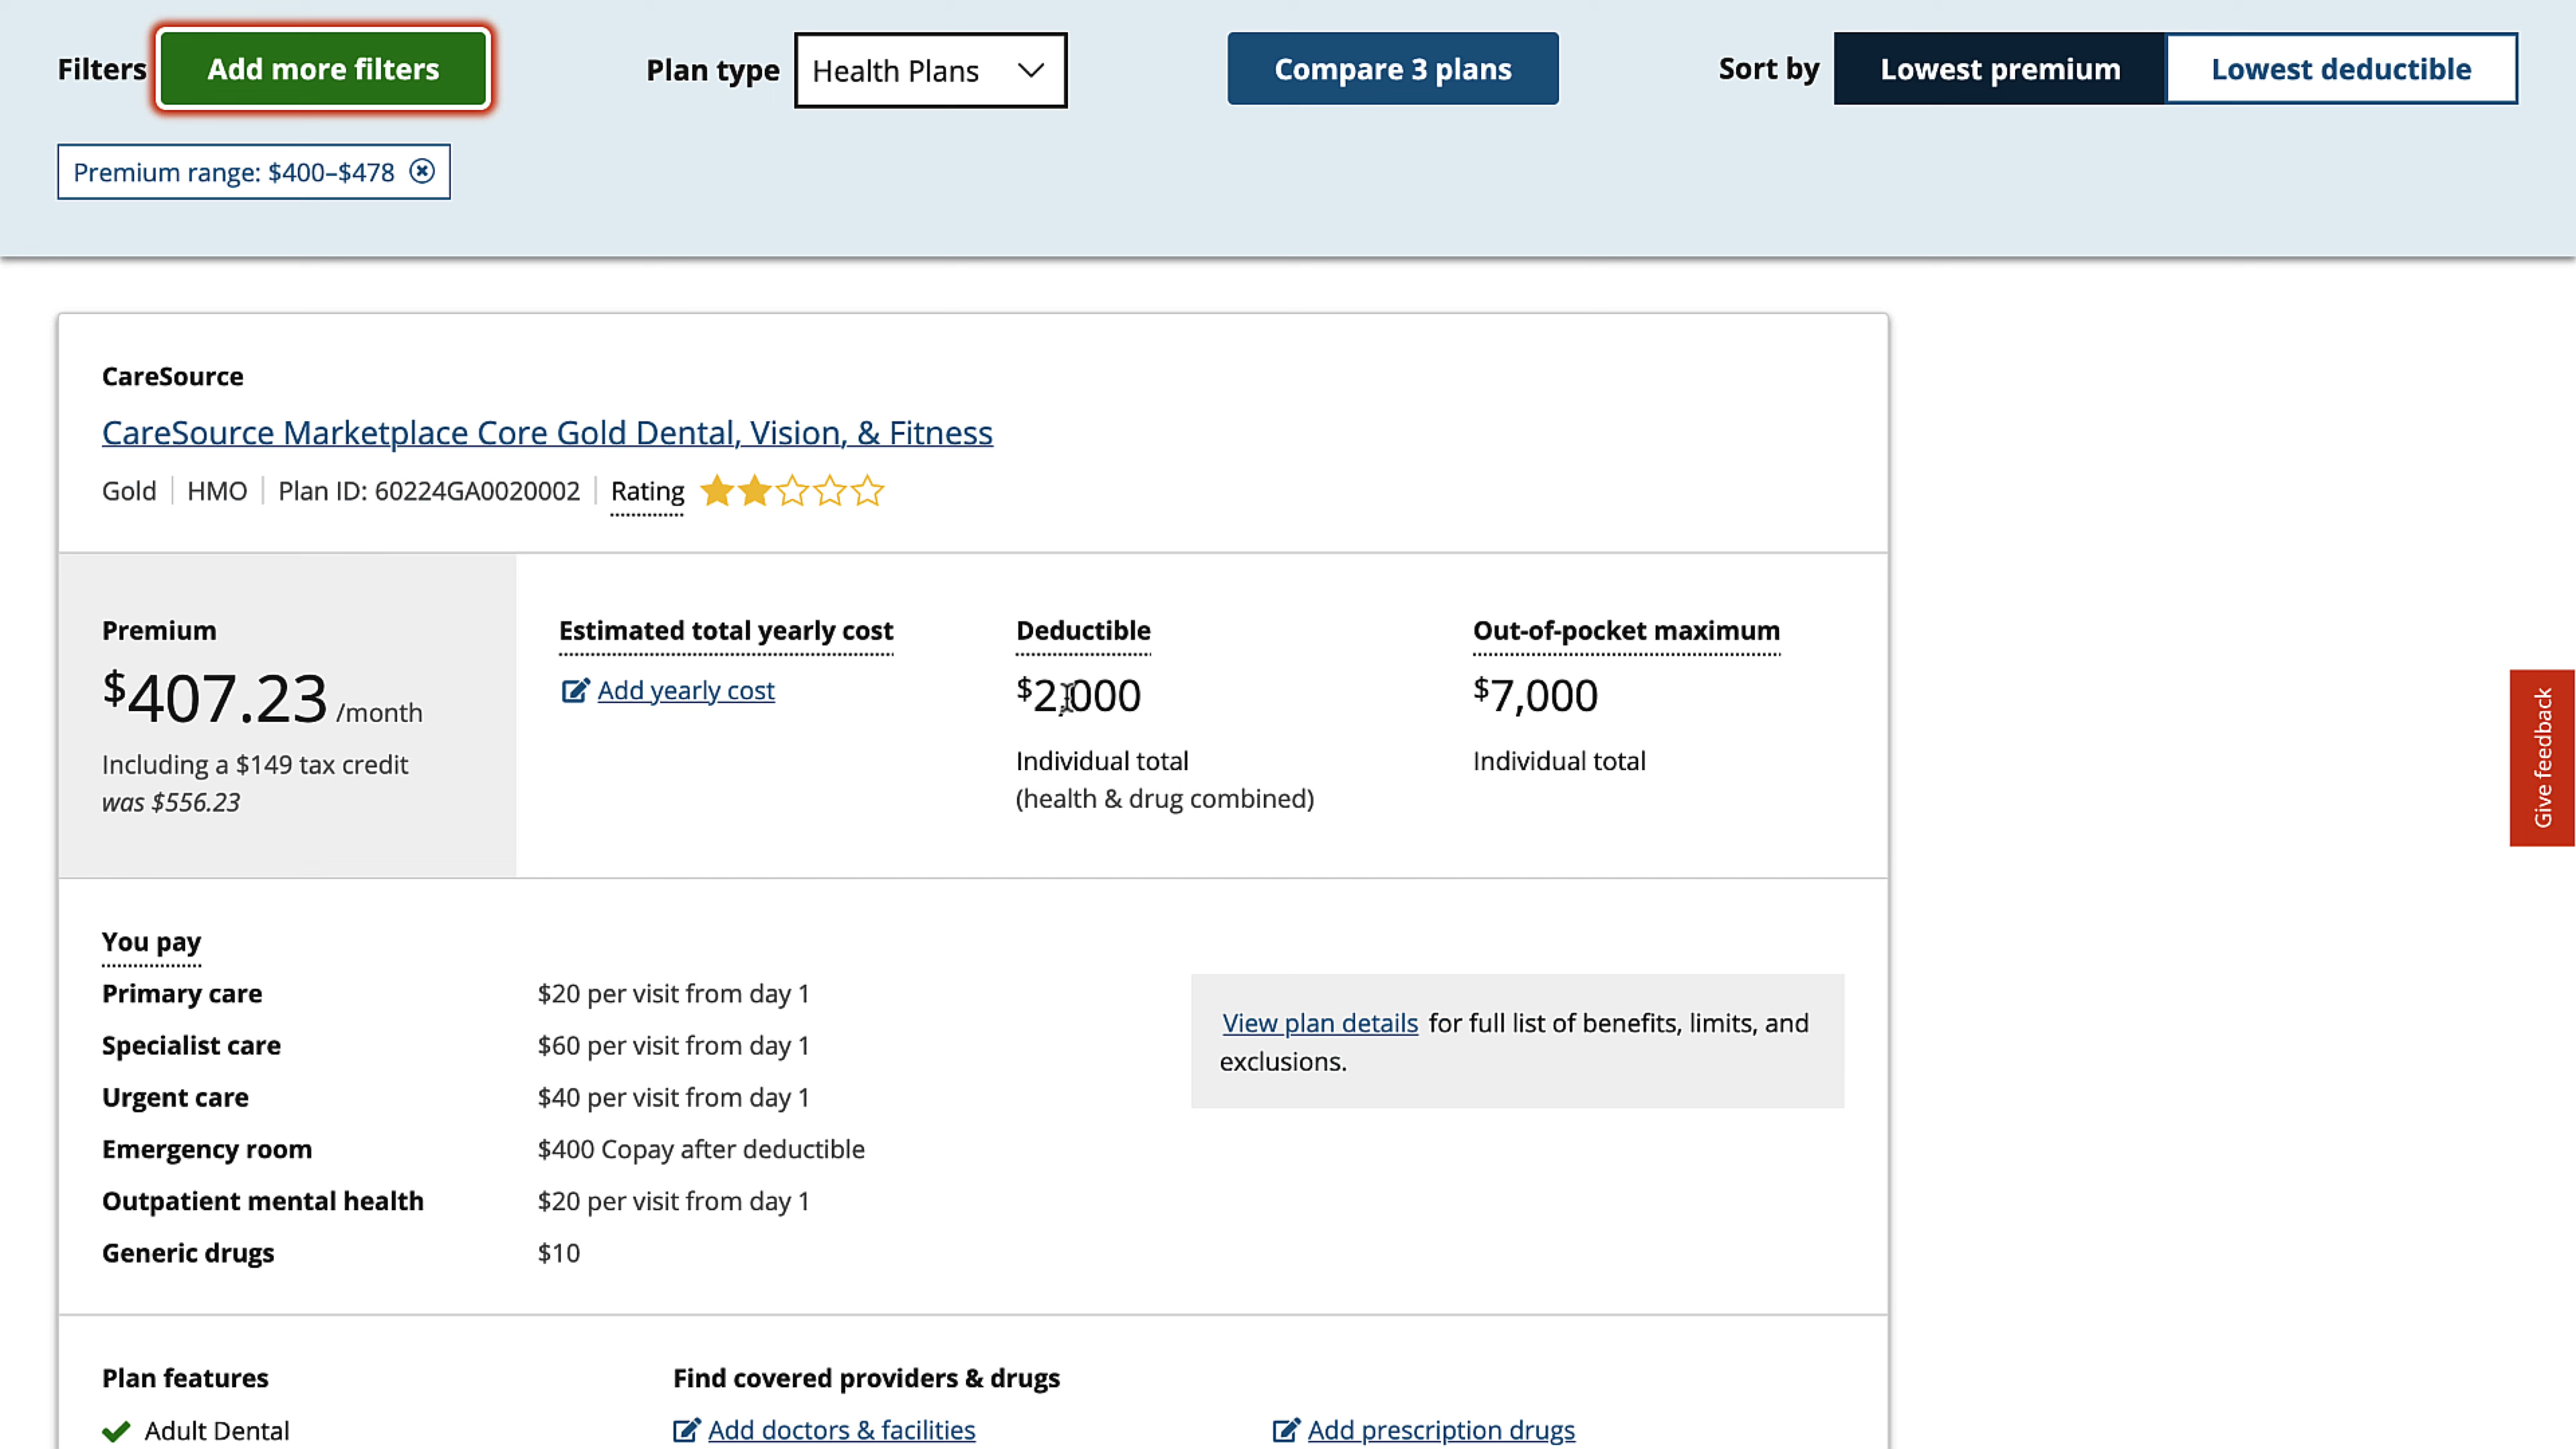 Filters Add more filters Plan type Health Plans Compare 3 plans Sort by Lowest premium Lowest deductible
Premium range: $400–$478
CareSource
CareSource Marketplace Core Gold Dental, Vision, & Fitness
Gold HMO Plan ID: 60224GA0020002 Rating
Premium Estimated total yearly cost Deductible Out-of-pocket maximum
$407.23 /month Add yearly cost $2,000 $7,000
Including a $149 tax credit Individual total Individual total
was $556.23 (health & drug combined)
Give feedback
You pay
Primary care $20 per visit from day 1
Specialist care $60 per visit from day 1
Urgent care $40 per visit from day 1
Emergency room $400 Copay after deductible
Outpatient mental health $20 per visit from day 1
Generic drugs $10
View plan details for full list of benefits, limits, and
exclusions.
Plan features Find covered providers & drugs
Adult Dental Add doctors & facilities Add prescription drugs